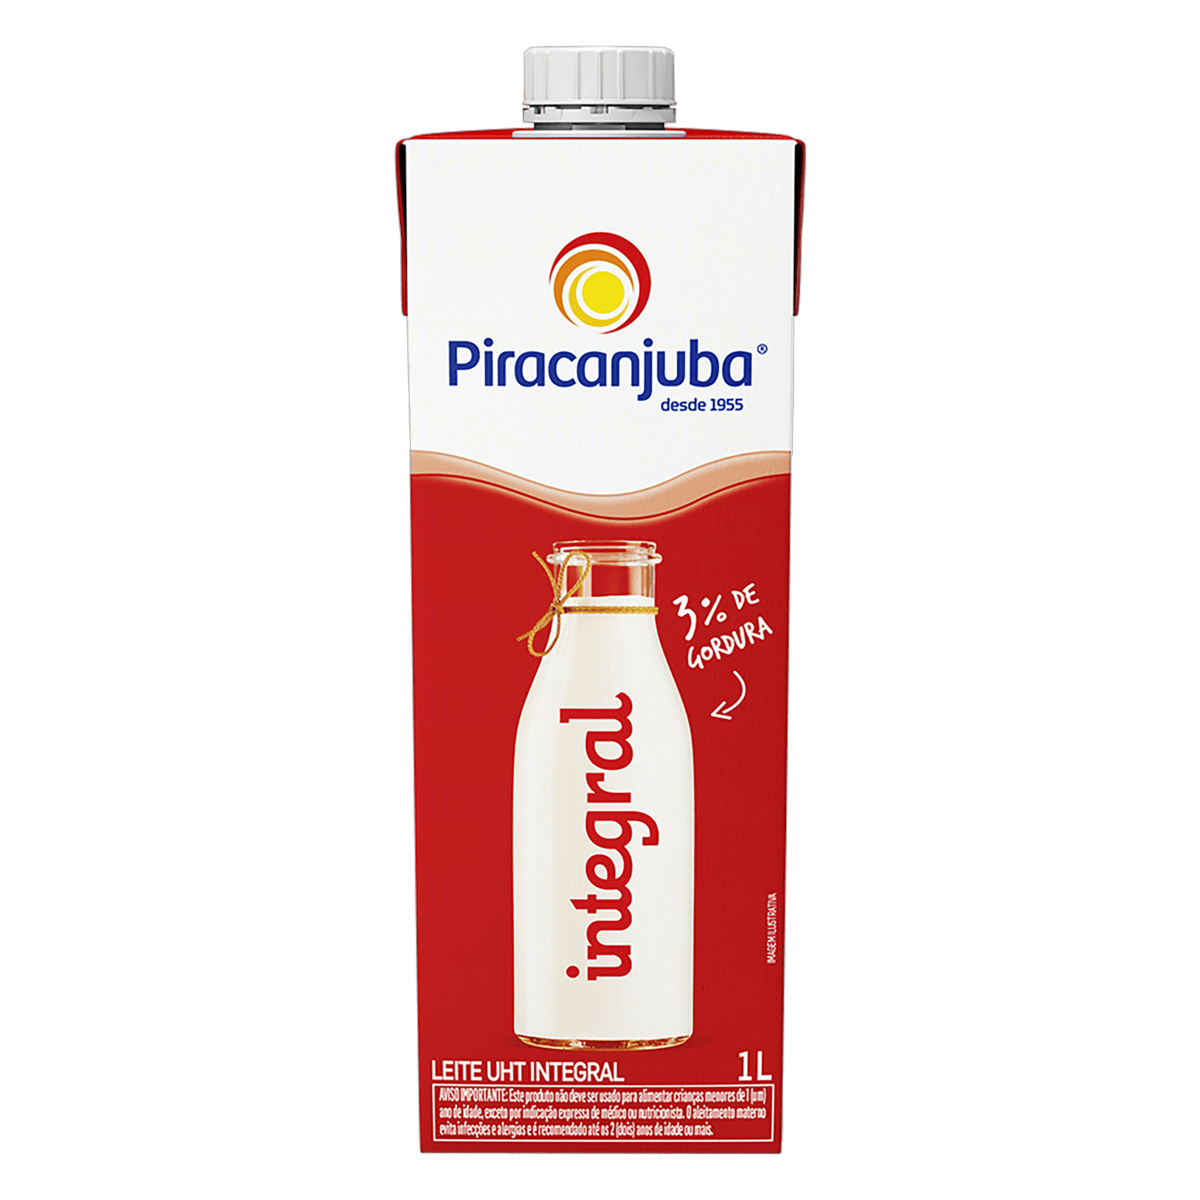 Piracanjuba®
desde 1955
3% DE
GORDURA
integral
IMAGEM ILUSTRATIVA
LEITE UHT INTEGRAL 1L
AVISO IMPORTANTE: Este produto não deve ser usado para alimentar crianças menores de 1 (um)
ano de idade, exceto por indicação expressa de médico ou nutricionista. O aleitamento materno
evita infecções e alergias e é recomendado até os 2 (dois) anos de idade ou mais.